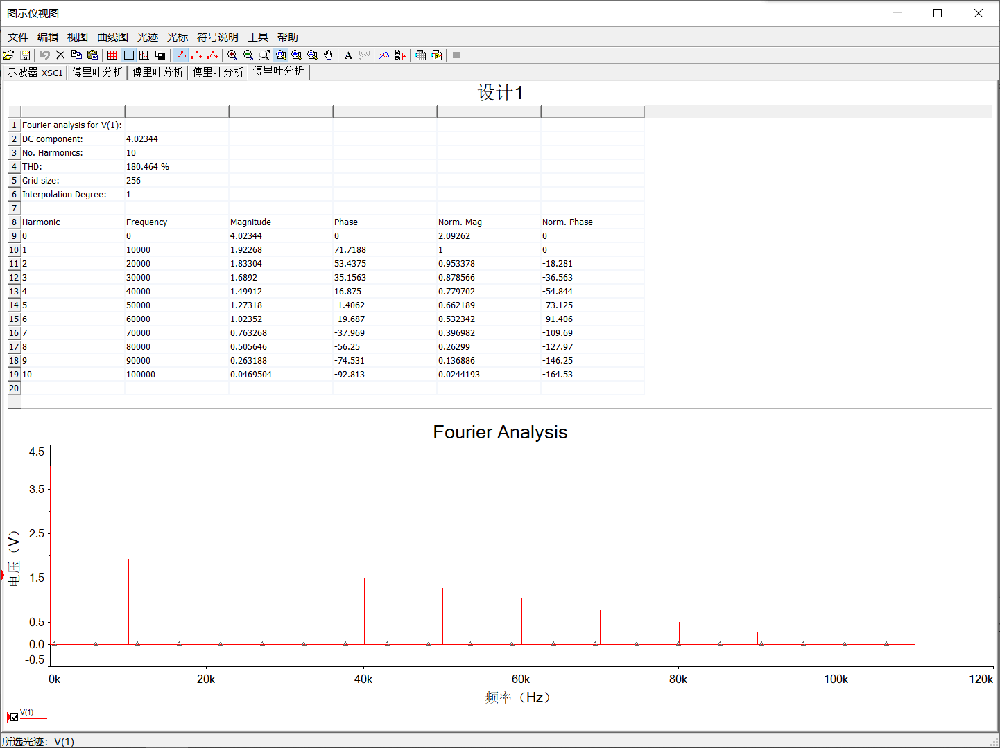 图示仪视图
文件 编辑 视图 曲线图 光迹 光标 符号说明 工具 帮助
示波器-XSC1 傅里叶分析 傅里叶分析 傅里叶分析 傅里叶分析
设计1
1 Fourier analysis for V(1):
2 DC component: 4.02344
3 No. Harmonics: 10
4 THD: 180.464 %
5 Grid size: 256
6 Interpolation Degree: 1
7
8 Harmonic Frequency Magnitude Phase Norm. Mag Norm. Phase
9 0 0 4.02344 0 2.09262 0
10 1 10000 1.92268 71.7188 1 0
11 2 20000 1.83304 53.4375 0.953378 -18.281
12 3 30000 1.6892 35.1563 0.878566 -36.563
13 4 40000 1.49912 16.875 0.779702 -54.844
14 5 50000 1.27318 -1.4062 0.662189 -73.125
15 6 60000 1.02352 -19.687 0.532342 -91.406
16 7 70000 0.763268 -37.969 0.396982 -109.69
17 8 80000 0.505646 -56.25 0.26299 -127.97
18 9 90000 0.263188 -74.531 0.136886 -146.25
19 10 100000 0.0469504 -92.813 0.0244193 -164.53
20
Fourier Analysis
4.5
3.5
2.5
1.5
0.5
0.0
-0.5
电压（V）
0k 20k 40k 60k 80k 100k 120k
频率（Hz）
V(1)
所选光迹：V(1)